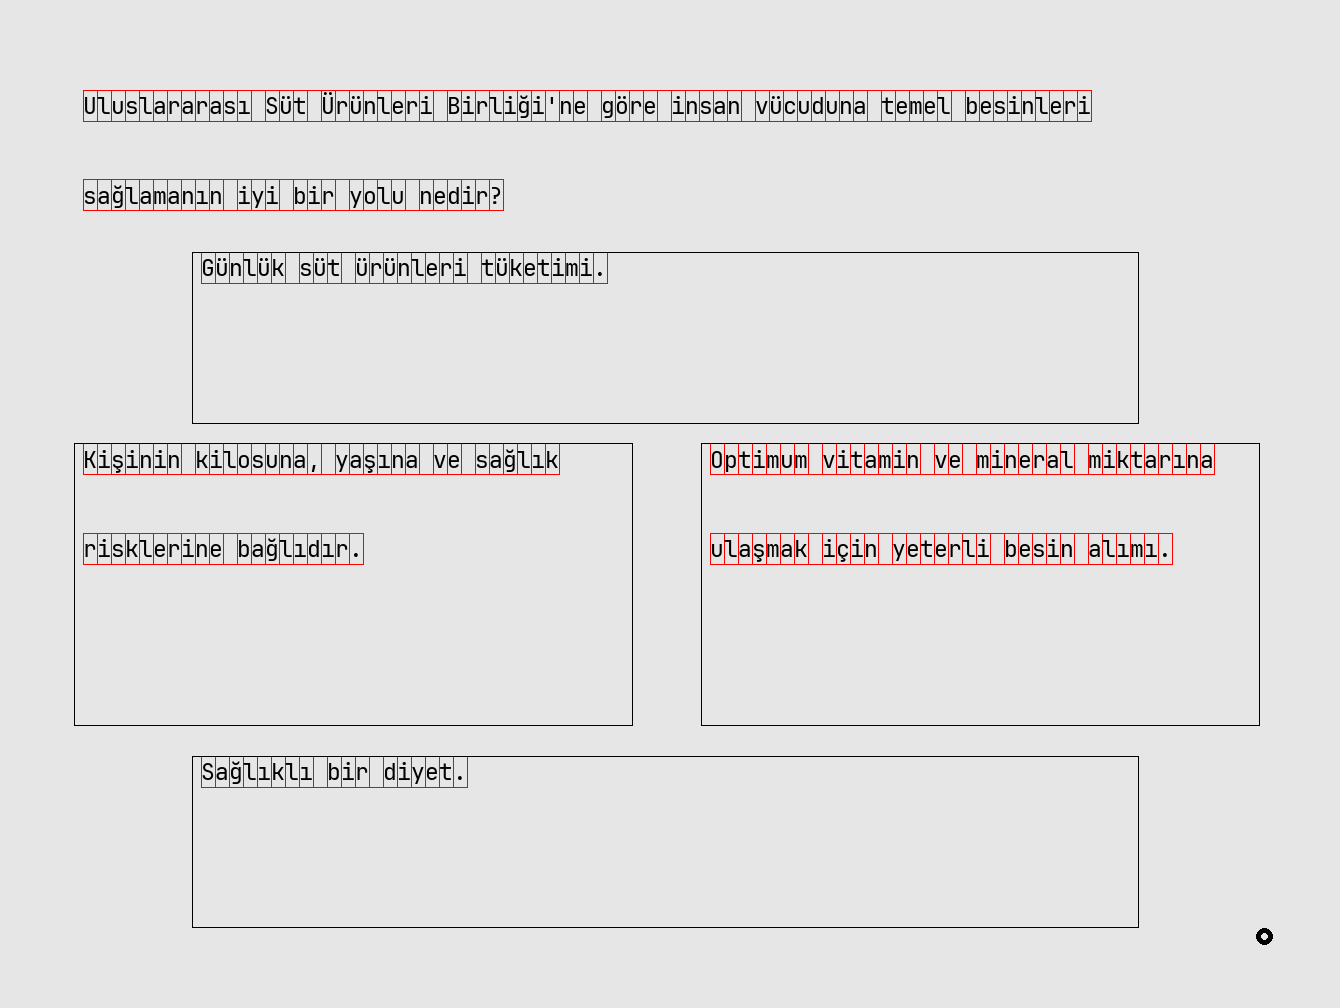 Uluslararası Süt Ürünleri Birliği'ne göre insan vücuduna temel besinleri
sağlamanın iyi bir yolu nedir?
Günlük süt ürünleri tüketimi.
Kişinin kilosuna, yaşına ve sağlık
risklerine bağlıdır.
Optimum vitamin ve mineral miktarına
ulaşmak için yeterli besin alımı.
Sağlıklı bir diyet.